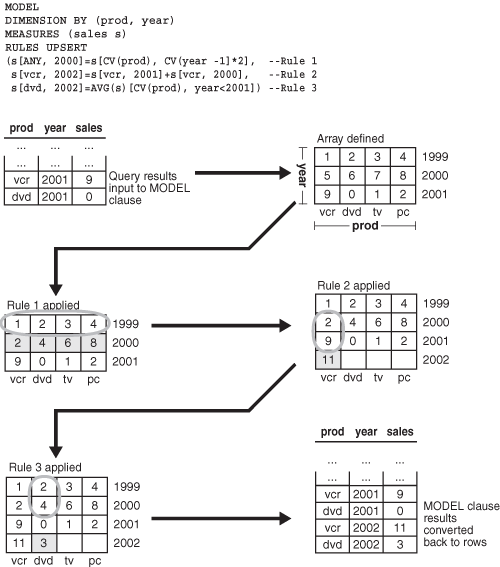 MODEL
DIMENSION BY (prod, year)
MEASURES (sales s)
RULES UPSERT
(s[ANY, 2000]=s[CV(prod), CV(year -1]*2], --Rule 1
s[vcr, 2002]=s[vcr, 2001]+s[vcr, 2000], --Rule 2
s[dvd, 2002]=AVG(s)[CV(prod), year<2001]) --Rule 3
prod year sales
... ... ...
... ... ...
vcr 2001 9
dvd 2001 0
Query results
input to MODEL
clause
Array defined
year
1 2 3 4 1999
5 6 7 8 2000
9 0 1 2 2001
vcr dvd tv pc
prod
Rule 1 applied
1 2 3 4 1999
2 4 6 8 2000
9 0 1 2 2001
vcr dvd tv pc
Rule 2 applied
1 2 3 4 1999
2 4 6 8 2000
9 0 1 2 2001
11 2002
vcr dvd tv pc
Rule 3 applied
1 2 3 4 1999
2 4 6 8 2000
9 0 1 2 2001
11 3 2002
vcr dvd tv pc
prod year sales
... ... ...
... ... ...
vcr 2001 9
dvd 2001 0
vcr 2002 11
dvd 2002 3
MODEL clause
results
converted
back to rows